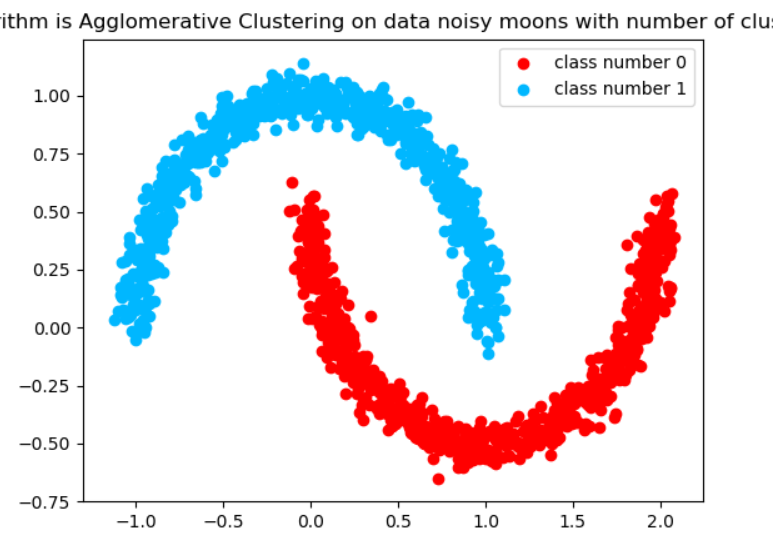 is Agglomerative Clustering on data noisy moons with number of
class number 0
class number 1
1.00
0.75
0.50
0.25
0.00
−0.25
−0.50
−0.75
−1.0 −0.5 0.0 0.5 1.0 1.5 2.0